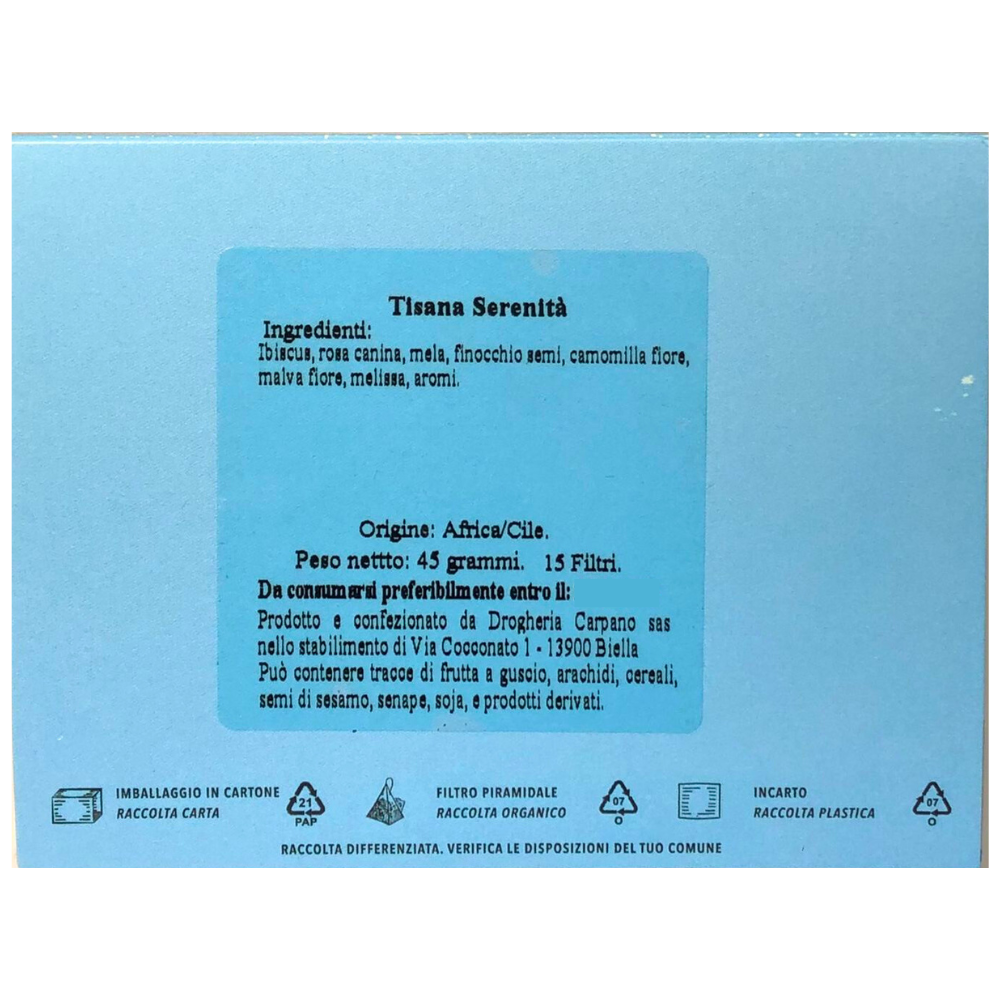 Tisana Serenità
Ingredienti:
Ibiscus, rosa canina, mela, finocchio semi, camomilla fiore,
malva fiore, melissa, aromi.
Origine: Africa/Cile.
Peso nettto: 45 grammi. 15 Filtri.
Da consumarsi preferibilmente entro il:
Prodotto e confezionato da Drogheria Carpano sas
nello stabilimento di Via Cocconato 1 - 13900 Biella
Può contenere tracce di frutta a guscio, arachidi, cereali,
semi di sesamo, senape, soja, e prodotti derivati.
IMBALLAGGIO IN CARTONE
RACCOLTA CARTA
21
PAP
FILTRO PIRAMIDALE
RACCOLTA ORGANICO
07
O
INCARTO
RACCOLTA PLASTICA
07
O
RACCOLTA DIFFERENZIATA. VERIFICA LE DISPOSIZIONI DEL TUO COMUNE